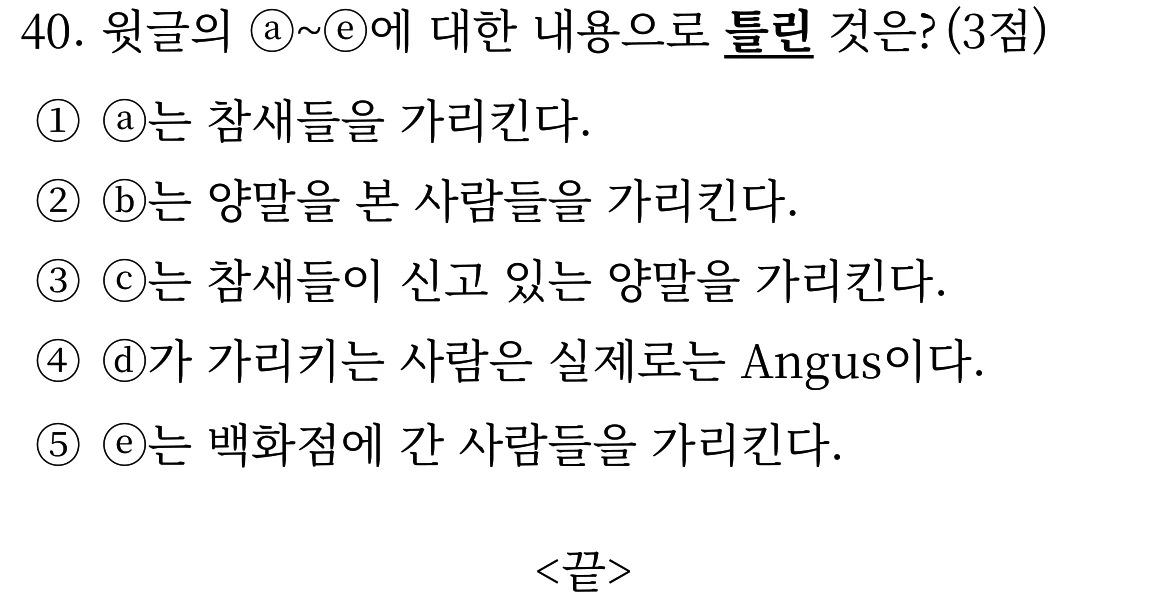 40. 윗글의 ⓐ~ⓔ에 대한 내용으로 틀린 것은? (3점)
① ⓐ는 참새들을 가리킨다.
② ⓑ는 양말을 본 사람들을 가리킨다.
③ ⓒ는 참새들이 신고 있는 양말을 가리킨다.
④ ⓓ가 가리키는 사람은 실제로는 Angus이다.
⑤ ⓔ는 백화점에 간 사람들을 가리킨다.
<끝>